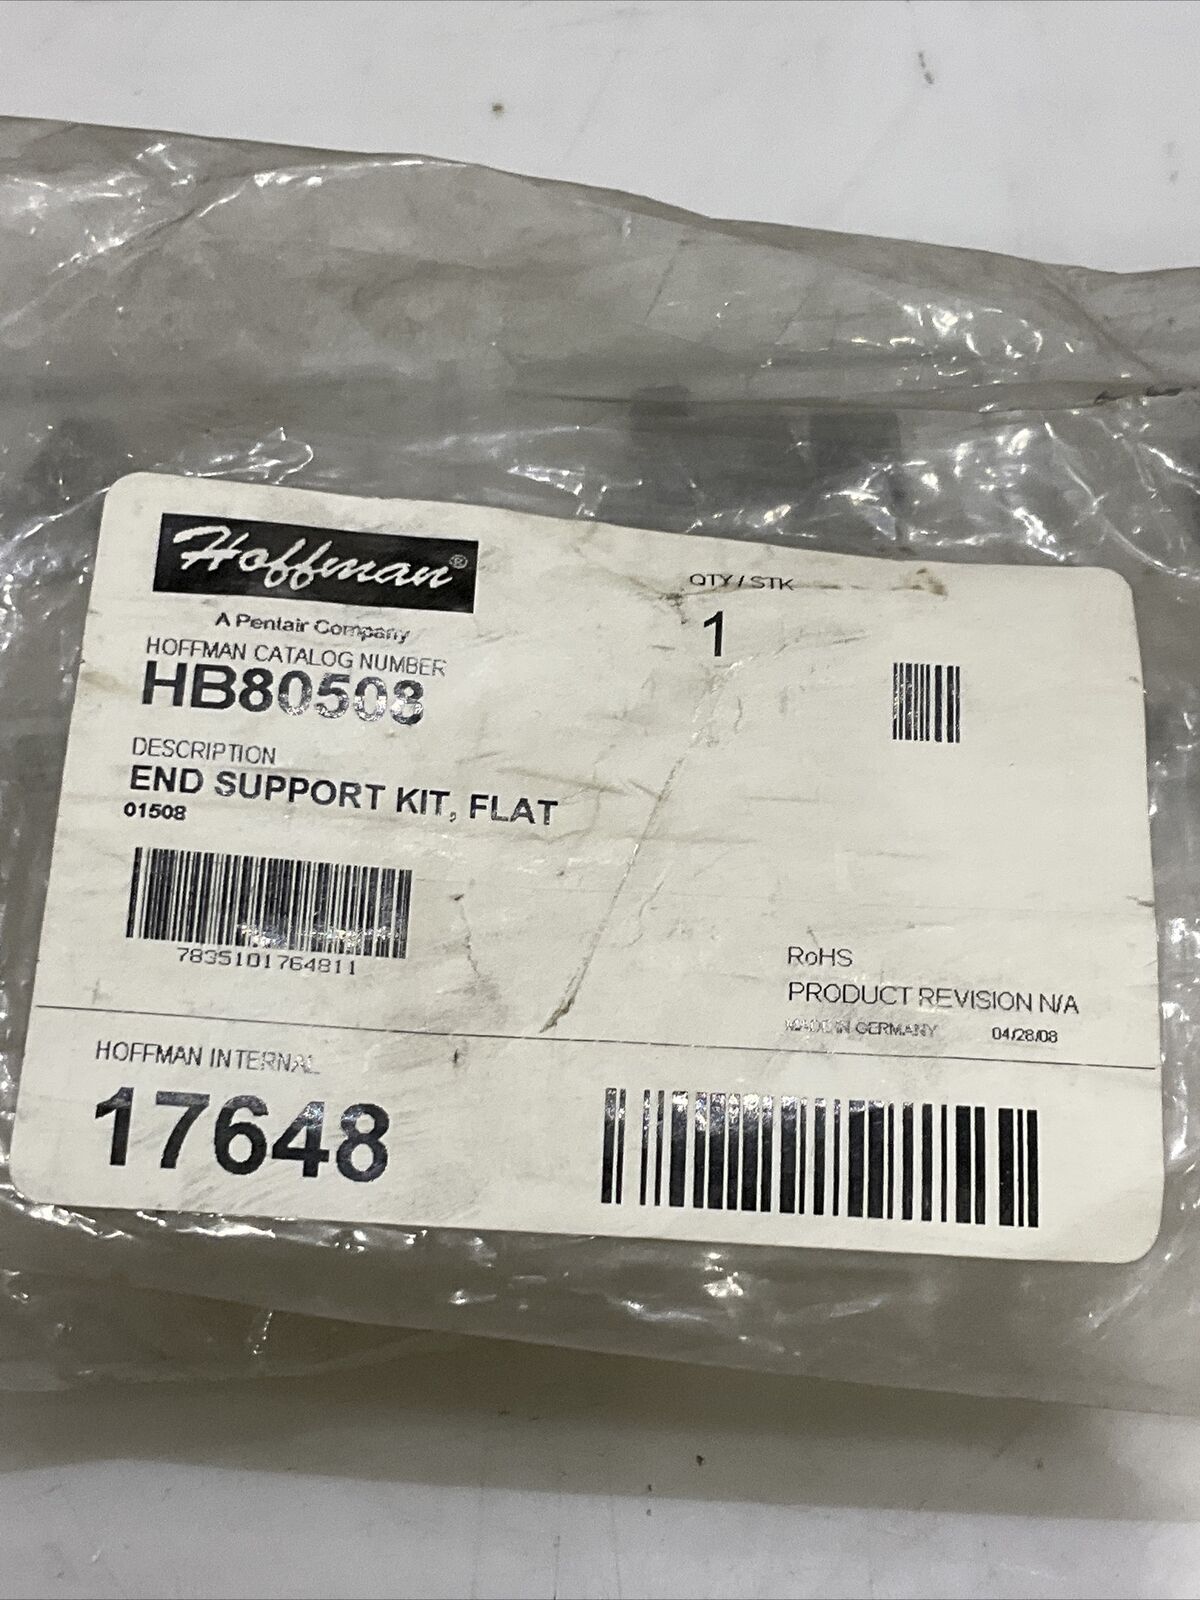 Hoffman®
A Pentair Company
HOFFMAN CATALOG NUMBER
HB80508
DESCRIPTION
END SUPPORT KIT, FLAT
01508
7835101764811
QTY / STK
1
RoHS
PRODUCT REVISION N/A
MADE IN GERMANY 04/28/08
HOFFMAN INTERNAL
17648